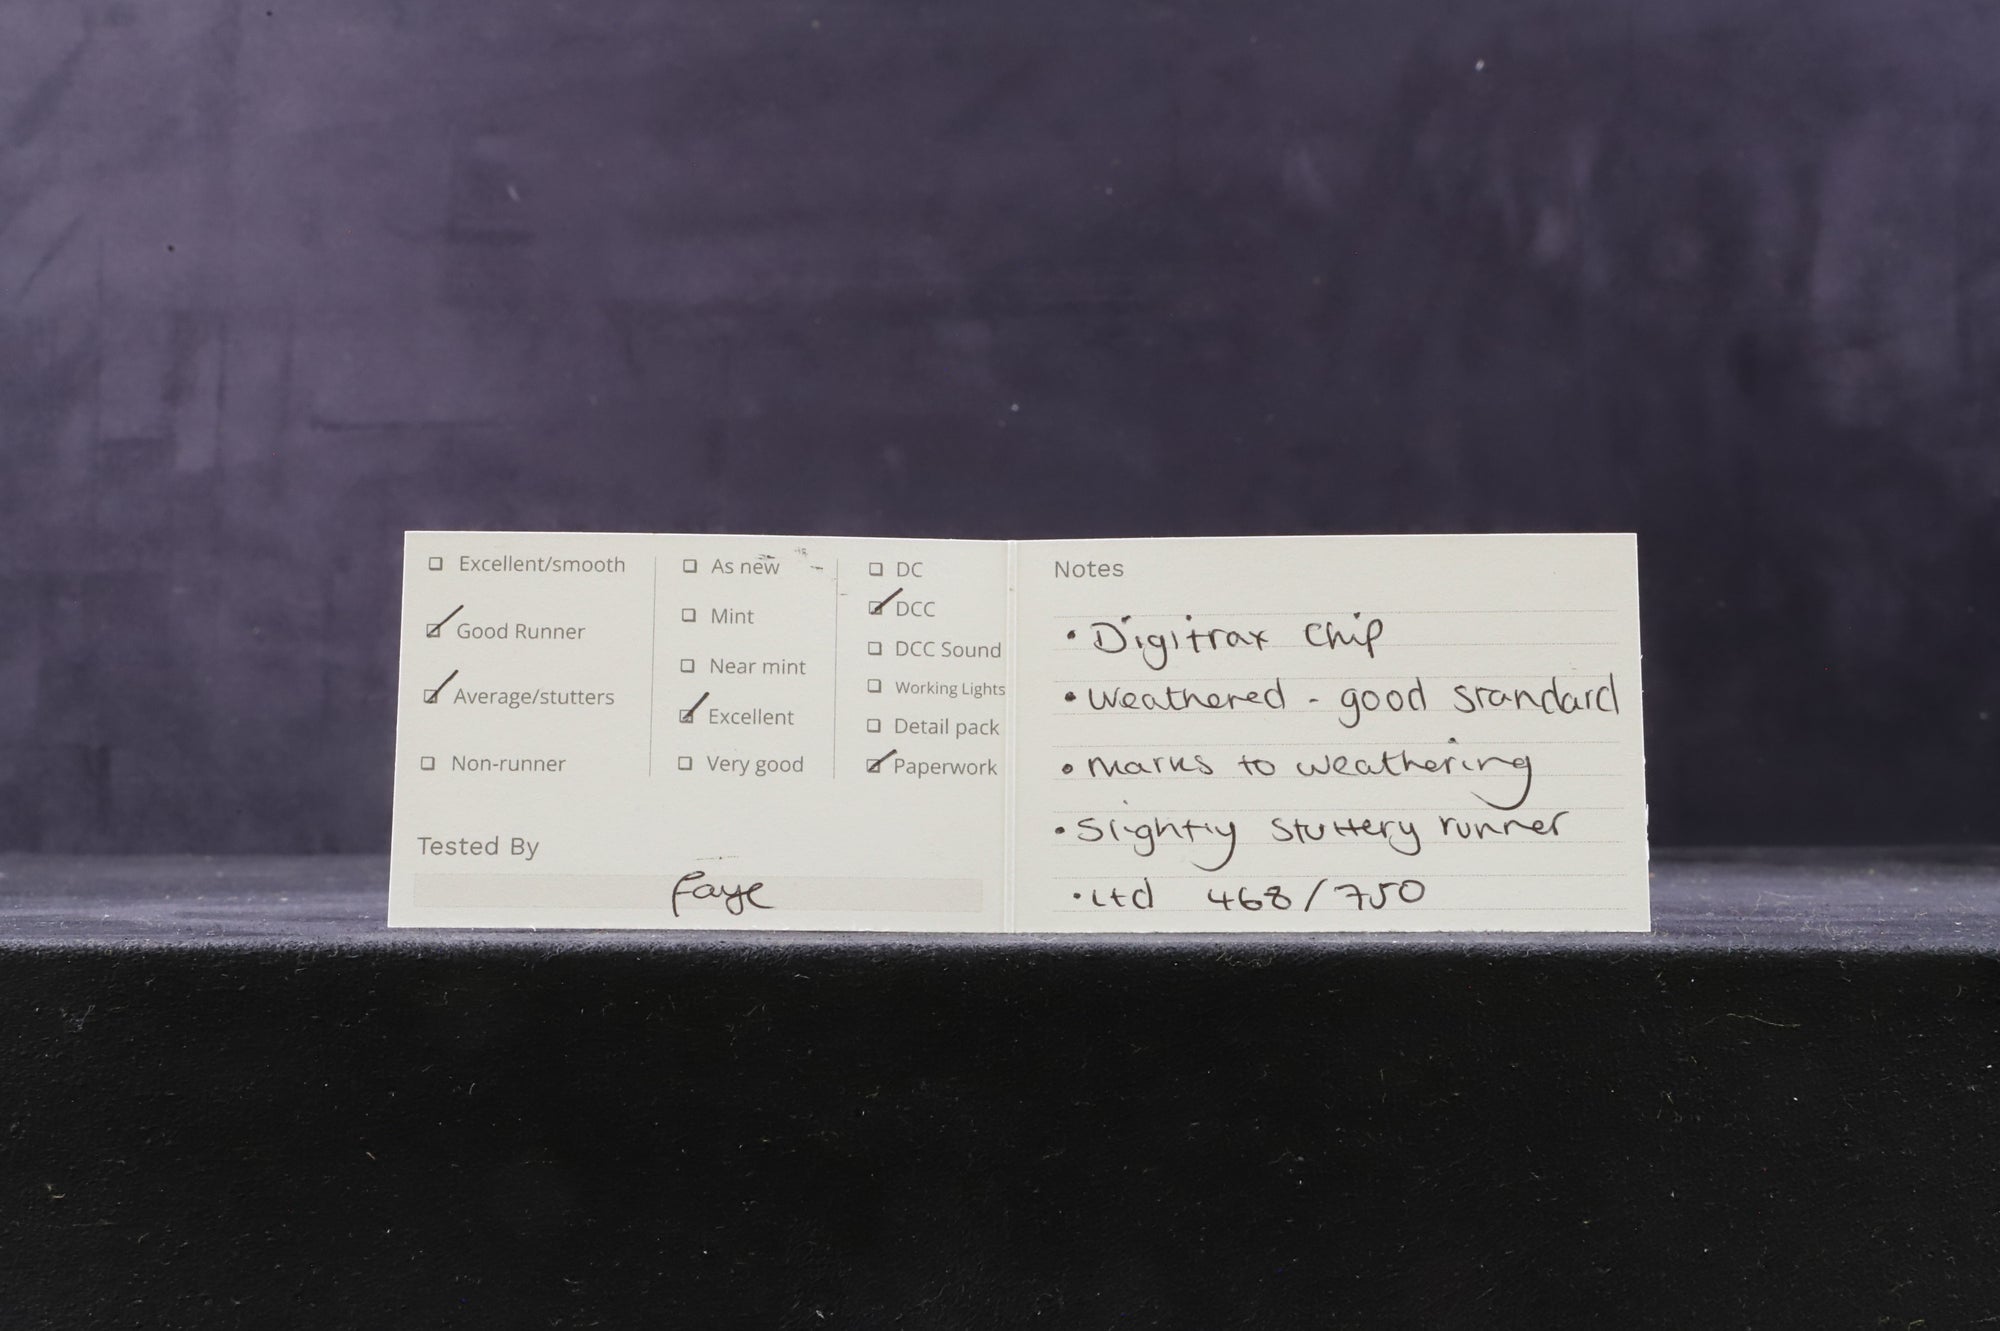 Excellent/smooth
Good Runner
Average/stutters
Non-runner
As new
Mint
Near mint
Excellent
Very good
DC
DCC
DCC Sound
Working Lights
Detail pack
Paperwork
Tested By
Faye
Notes
• Digitrax Chip
• Weathered - good standard
• marks to weathering
• Slightly stuttery runner
• Ltd 468/750